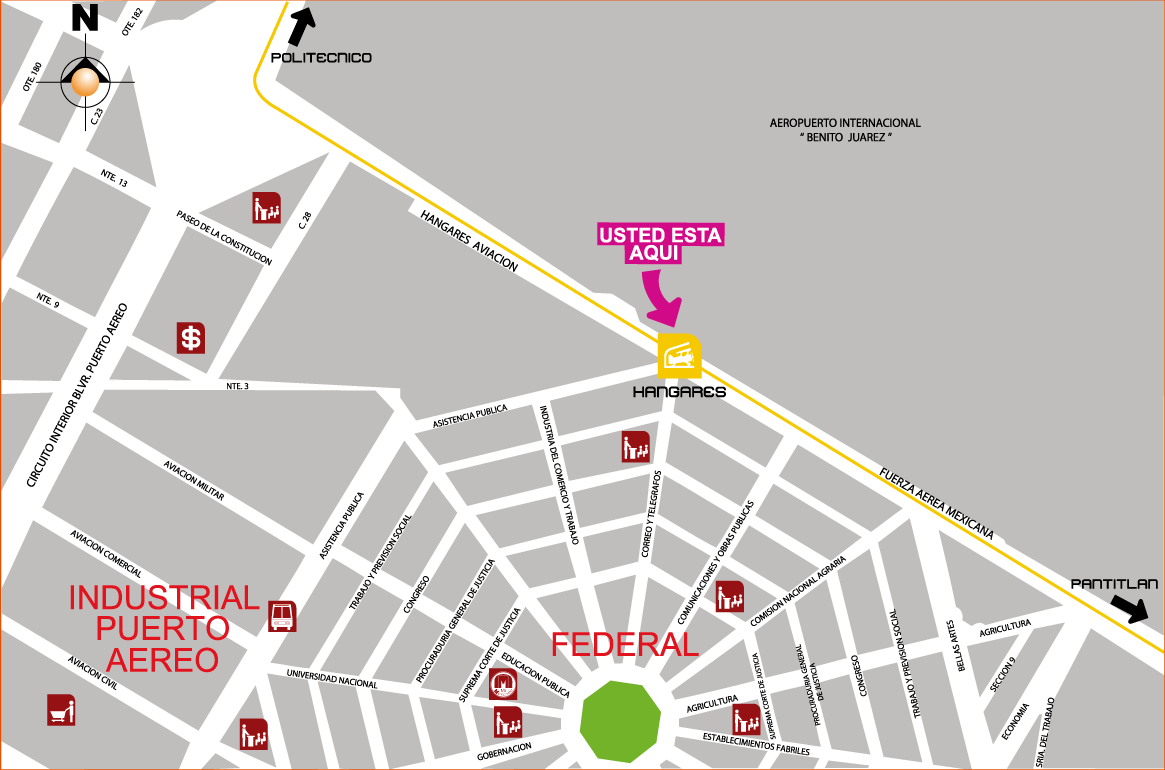 N
OTE. 182
OTE. 180
C. 23
POLITECNICO
AEROPUERTO INTERNACIONAL
“ BENITO JUAREZ ”
NTE. 13
PASEO DE LA CONSTITUCION
C. 28
HANGARES AVIACION
USTED ESTA
AQUI
NTE. 9
$
CIRCUITO INTERIOR BLVR. PUERTO AEREO
NTE. 3
HANGARES
ASISTENCIA PUBLICA
INDUSTRIA DEL COMERCIO Y TRABAJO
AVIACION MILITAR
CORREO Y TELEGRAFOS
FUERZA AEREA MEXICANA
ASISTENCIA PUBLICA
TRABAJO Y PREVISION SOCIAL
COMUNICACIONES Y OBRAS PUBLICAS
AVIACION COMERCIAL
CONGRESO
PROCURADURIA GENERAL DE JUSTICIA
COMISION NACIONAL AGRARIA
PANTITLAN
INDUSTRIAL
PUERTO
AEREO
SUPREMA CORTE DE JUSTICIA
FEDERAL
TRABAJO Y PREVISION SOCIAL
BELLAS ARTES
AGRICULTURA
AVIACION CIVIL
UNIVERSIDAD NACIONAL
EDUCACION PUBLICA
SUPREMA CORTE DE JUSTICIA
PROCURADURIA GENERAL
DE JUSTICIA
CONGRESO
SECCION 9
AGRICULTURA
ECONOMIA
SRIA. DEL TRABAJO
GOBERNACION
ESTABLECIMIENTOS FABRILES